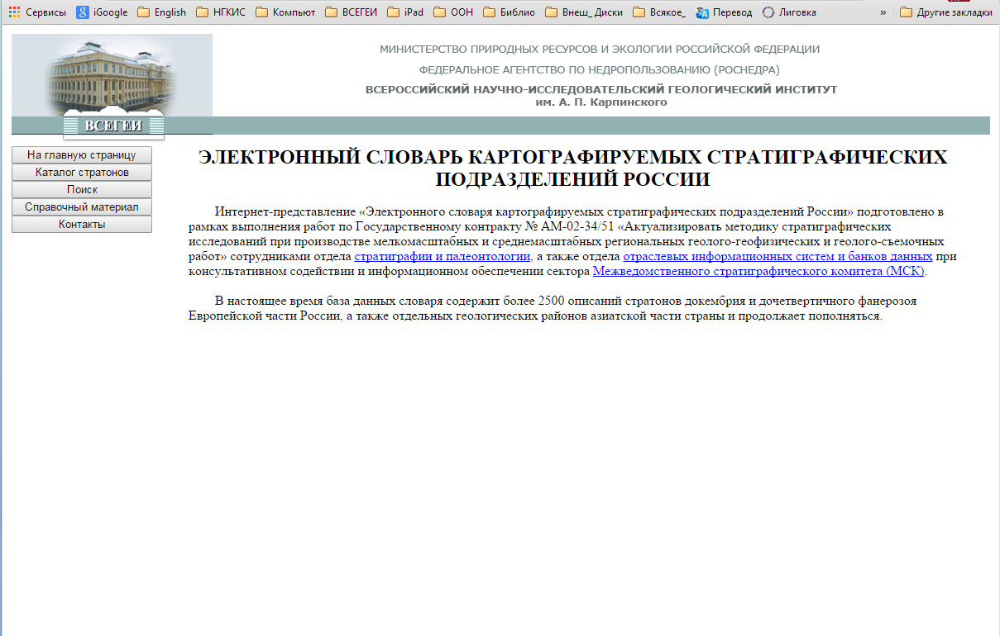 Сервисы iGoogle English НГКИС Компьют ВСЕГЕИ iPad ООН Библио Внеш_ Диски Всякое_ Перевод Лиговка » Другие закладки
МИНИСТЕРСТВО ПРИРОДНЫХ РЕСУРСОВ И ЭКОЛОГИИ РОССИЙСКОЙ ФЕДЕРАЦИИ
ФЕДЕРАЛЬНОЕ АГЕНТСТВО ПО НЕДРОПОЛЬЗОВАНИЮ (РОСНЕДРА)
ВСЕРОССИЙСКИЙ НАУЧНО-ИССЛЕДОВАТЕЛЬСКИЙ ГЕОЛОГИЧЕСКИЙ ИНСТИТУТ
им. А. П. Карпинского
ВСЕГЕИ
На главную страницу
Каталог стратонов
Поиск
Справочный материал
Контакты
ЭЛЕКТРОННЫЙ СЛОВАРЬ КАРТОГРАФИРУЕМЫХ СТРАТИГРАФИЧЕСКИХ
ПОДРАЗДЕЛЕНИЙ РОССИИ
Интернет-представление «Электронного словаря картографируемых стратиграфических подразделений России» подготовлено в
рамках выполнения работ по Государственному контракту № АМ-02-34/51 «Актуализировать методику стратиграфических
исследований при производстве мелкомасштабных и среднемасштабных региональных геолого-геофизических и геолого-съемочных
работ» сотрудниками отдела стратиграфии и палеонтологии, а также отдела отраслевых информационных систем и банков данных при
консультативном содействии и информационном обеспечении сектора Межведомственного стратиграфического комитета (МСК).
В настоящее время база данных словаря содержит более 2500 описаний стратонов докембрия и дочетвертичного фанерозоя
Европейской части России, а также отдельных геологических районов азиатской части страны и продолжает пополняться.